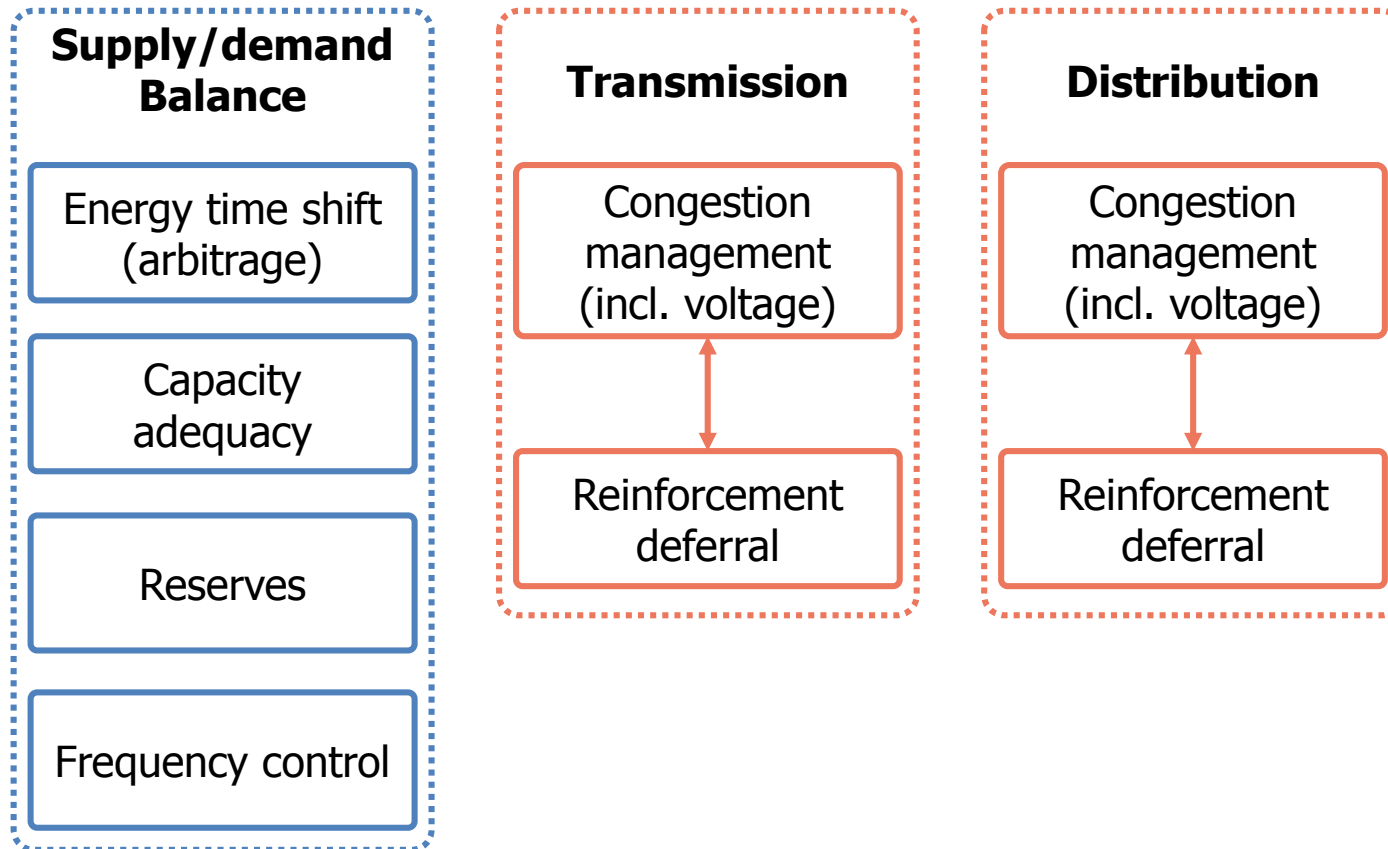 Supply/demand
Balance
Energy time shift
(arbitrage)
Capacity
adequacy
Reserves
Frequency control
Transmission
Congestion
management
(incl. voltage)
Reinforcement
deferral
Distribution
Congestion
management
(incl. voltage)
Reinforcement
deferral